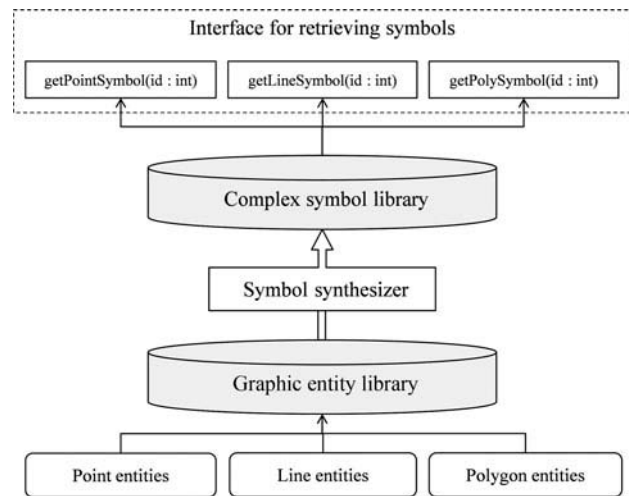 Interface for retrieving symbols
getPointSymbol(id : int)
getLineSymbol(id : int)
getPolySymbol(id : int)
Complex symbol library
Symbol synthesizer
Graphic entity library
Point entities
Line entities
Polygon entities